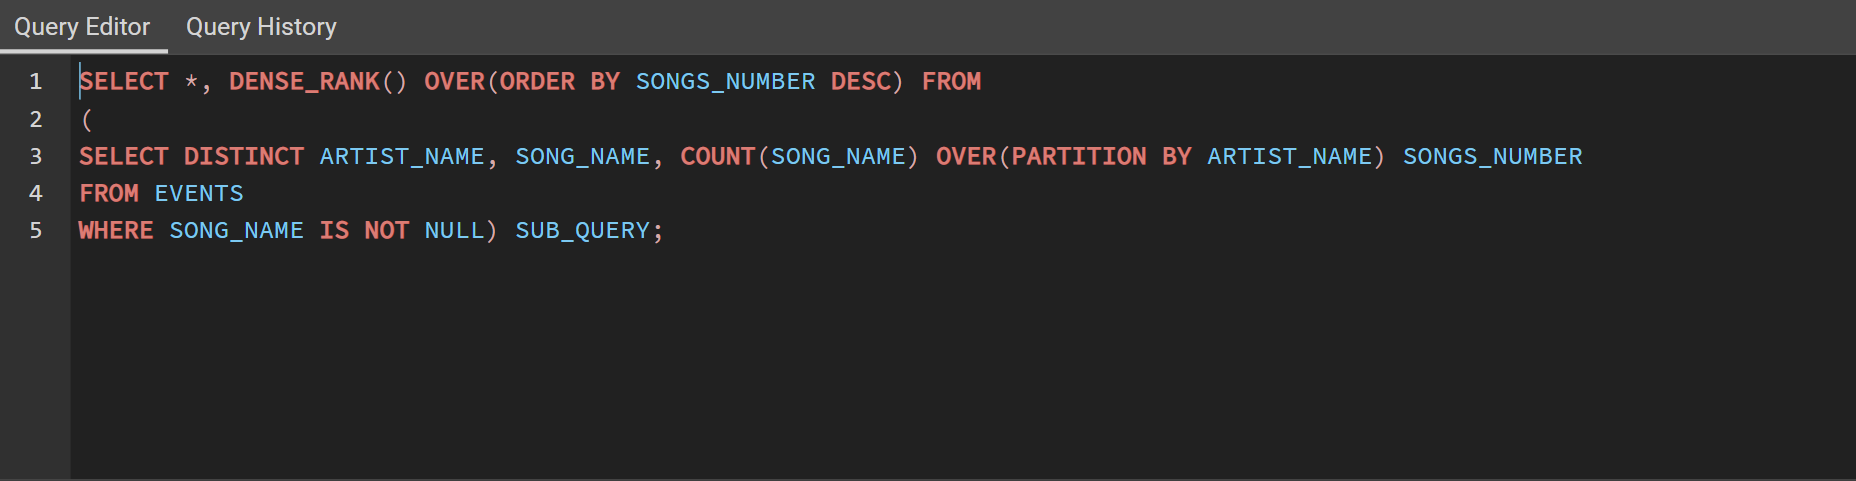 Query Editor Query History
1 SELECT *, DENSE_RANK() OVER(ORDER BY SONGS_NUMBER DESC) FROM
2 (
3 SELECT DISTINCT ARTIST_NAME, SONG_NAME, COUNT(SONG_NAME) OVER(PARTITION BY ARTIST_NAME) SONGS_NUMBER
4 FROM EVENTS
5 WHERE SONG_NAME IS NOT NULL) SUB_QUERY;